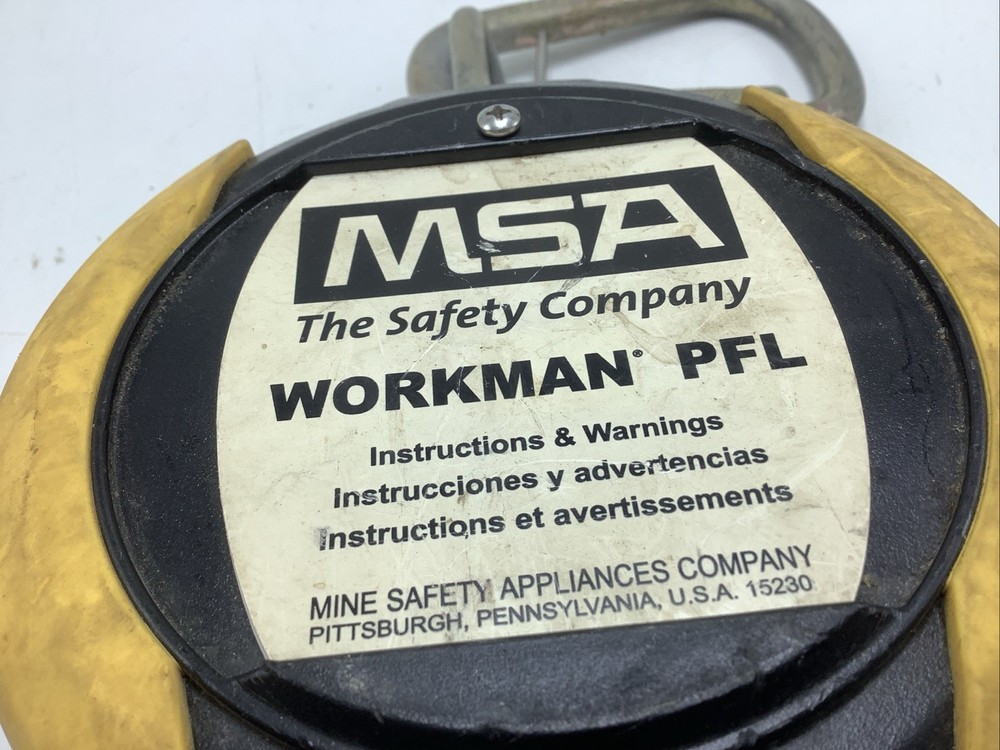 MSA
The Safety Company
WORKMAN® PFL
Instructions & Warnings
Instrucciones y advertencias
Instructions et avertissements
MINE SAFETY APPLIANCES COMPANY
PITTSBURGH, PENNSYLVANIA, U.S.A. 15230